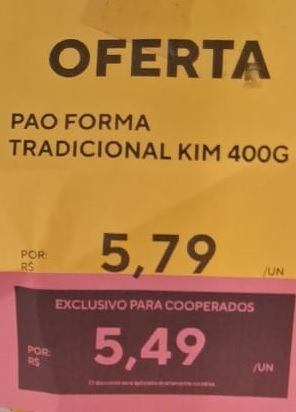 OFERTA
PAO FORMA
TRADICIONAL KIM 400G
POR:
R$
5,79
/UN
EXCLUSIVO PARA COOPERADOS
POR:
R$
5,49
/UN